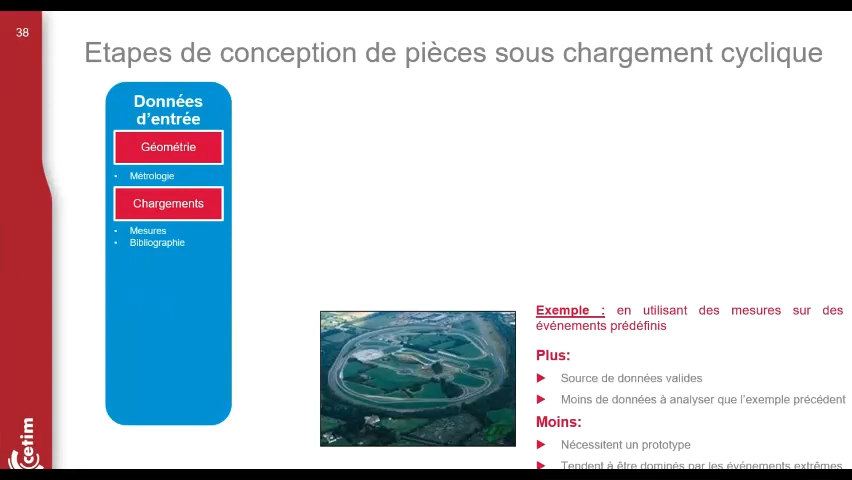 38
Etapes de conception de pièces sous chargement cyclique
Données
d'entrée
Géométrie
• Métrologie
Chargements
• Mesures
• Bibliographie
Exemple : en utilisant des mesures sur des
événements prédéfinis
Plus:
Source de données valides
Moins de données à analyser que l'exemple précédent
Moins:
Nécessitent un prototype
Tendent à être dominés par les événements extrêmes
cetim